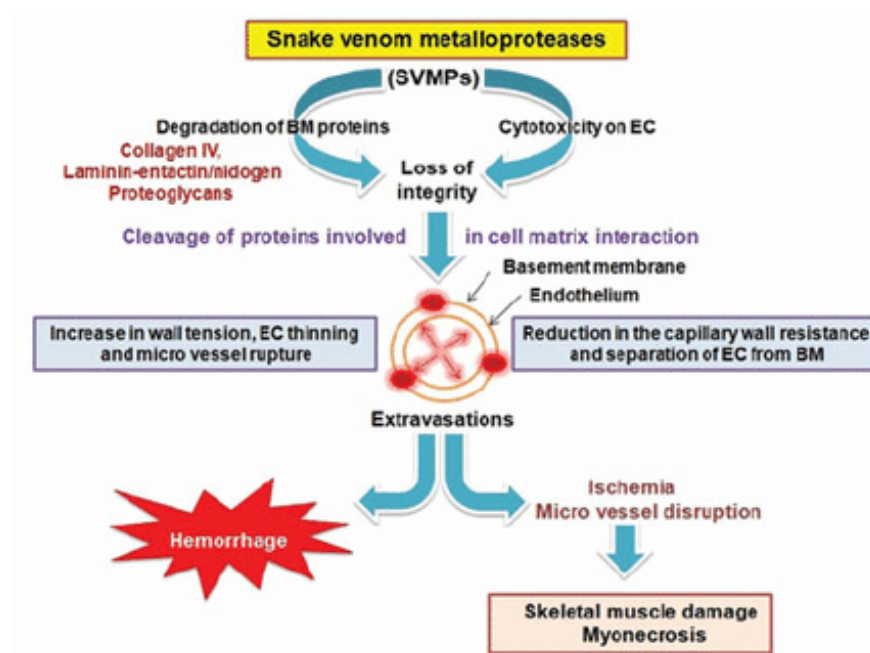 Snake venom metalloproteases
(SVMPs)
Degradation of BM proteins
Cytotoxicity on EC
Collagen IV,
Laminin-entactin/nidogen
Proteoglycans
Loss of
integrity
Cleavage of proteins involved in cell matrix interaction
Basement membrane
Endothelium
Increase in wall tension, EC thinning
and micro vessel rupture
Reduction in the capillary wall resistance
and separation of EC from BM
Extravasations
Hemorrhage
Ischemia
Micro vessel disruption
Skeletal muscle damage
Myonecrosis